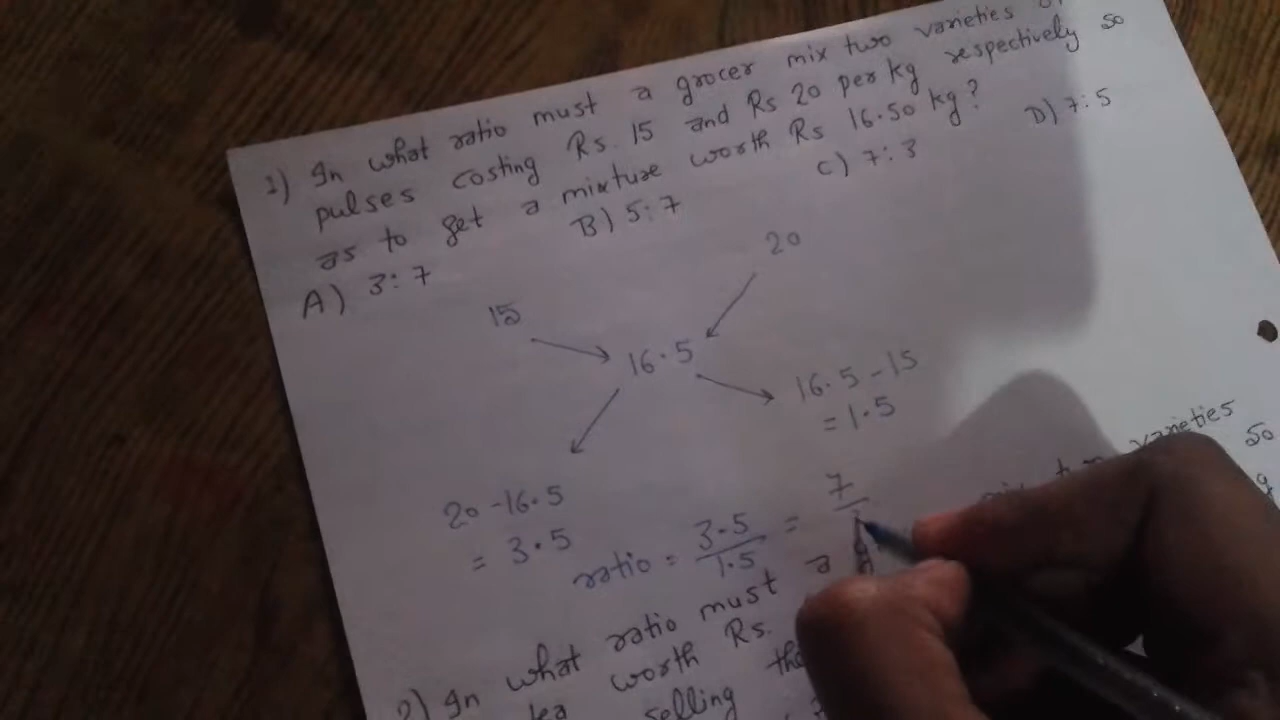 1) In what ratio must a grocer mix two varieties
pulses costing Rs. 15 and Rs 20 per kg respectively so
as to get a mixture worth Rs 16.50 kg?
A) 3:7 B) 5:7 C) 7:3 D) 7:5
15 20
16.5
20 -16.5
= 3.5
16.5 -15
= 1.5
ratio = 3.5/1.5 = 7/
2) In what ratio must a varieties
tea worth Rs. so
selling the